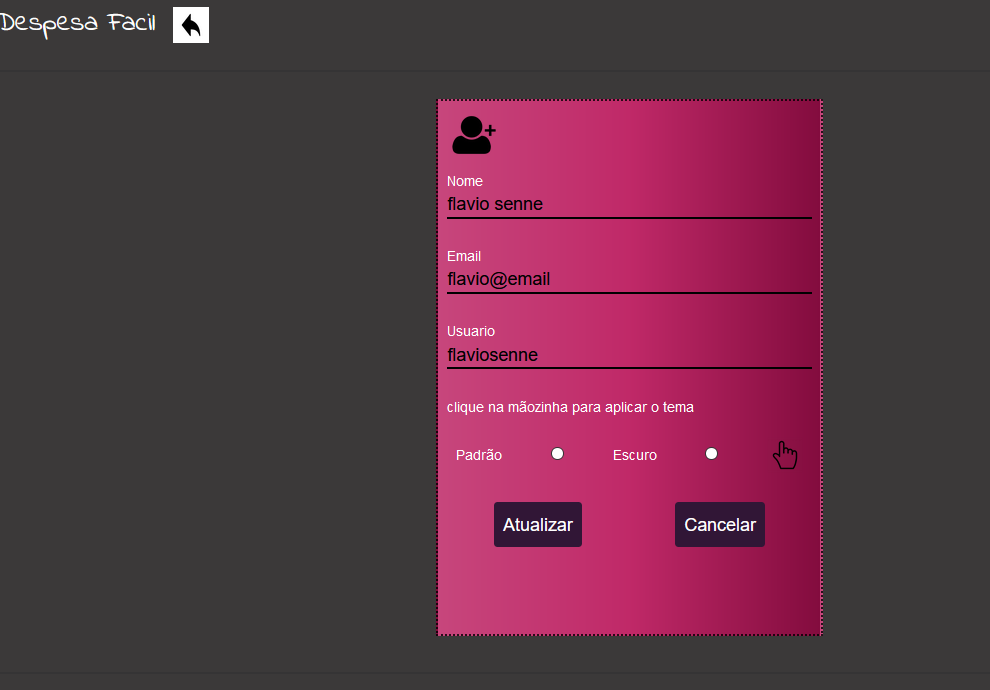 Despesa Facil
Nome
flavio senne
Email
flavio@email
Usuario
flaviosenne
clique na mãozinha para aplicar o tema
Padrão Escuro
Atualizar Cancelar